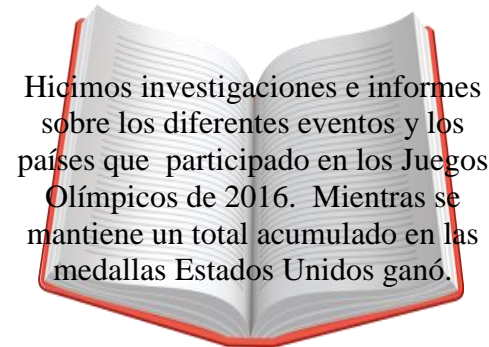 Hicimos investigaciones e informes
sobre los diferentes eventos y los
países que participado en los Juegos
Olímpicos de 2016. Mientras se
mantiene un total acumulado en las
medallas Estados Unidos ganó.